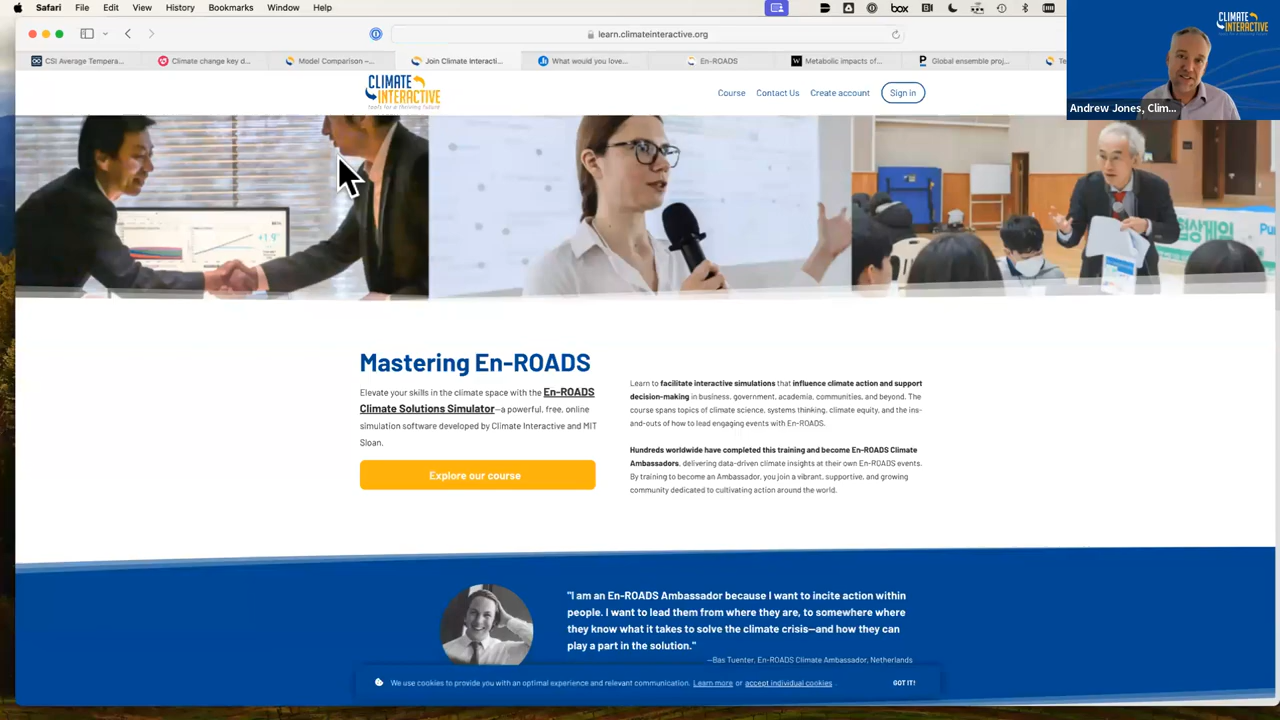 Safari File Edit View History Bookmarks Window Help
box
learn.climateinteractive.org
CSI Average Tempera...
Climate change key d...
Model Comparison –...
Join Climate Interacti...
What would you love...
En-ROADS
Metabolic impacts of...
Global ensemble proj...
CLIMATE
INTERACTIVE
Andrew Jones, Clim...
CLIMATE
INTERACTIVE
Tools for a Thriving Future
Course Contact Us Create account Sign in
+1.9°
Mastering En-ROADS
Elevate your skills in the climate space with the En-ROADS
Climate Solutions Simulator—a powerful, free, online
simulation software developed by Climate Interactive and MIT
Sloan.
Explore our course
Learn to facilitate interactive simulations that influence climate action and support
decision-making in business, government, academia, communities, and beyond. The
course spans topics of climate science, systems thinking, climate equity, and the ins-
and-outs of how to lead engaging events with En-ROADS.
Hundreds worldwide have completed this training and become En-ROADS Climate
Ambassadors, delivering data-driven climate insights at their own En-ROADS events.
By training to become an Ambassador, you join a vibrant, supportive, and growing
community dedicated to cultivating action around the world.
"I am an En-ROADS Ambassador because I want to incite action within
people. I want to lead them from where they are, to somewhere where
they know what it takes to solve the climate crisis—and how they can
play a part in the solution."
—Bas Tuenter, En-ROADS Climate Ambassador, Netherlands
We use cookies to provide you with an optimal experience and relevant communication. Learn more or accept individual cookies .
GOT IT!